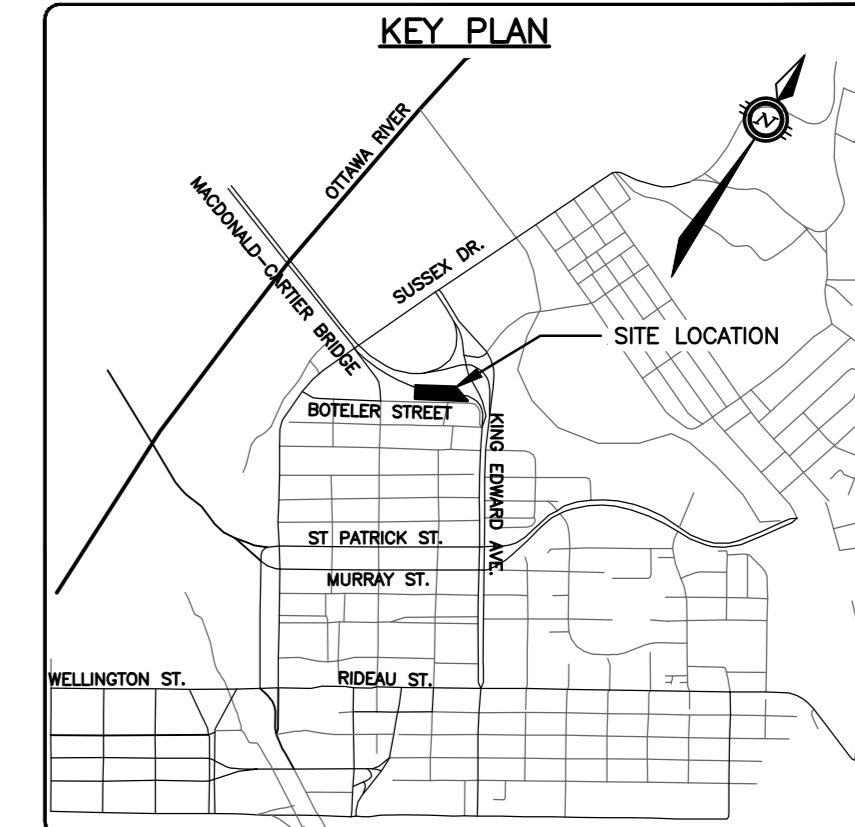 KEY PLAN
OTTAWA RIVER
MACDONALD-CARTIER BRIDGE
N
SUSSEX DR.
SITE LOCATION
BOTELER STREET
KING EDWARD AVE.
ST PATRICK ST.
MURRAY ST.
WELLINGTON ST.
RIDEAU ST.